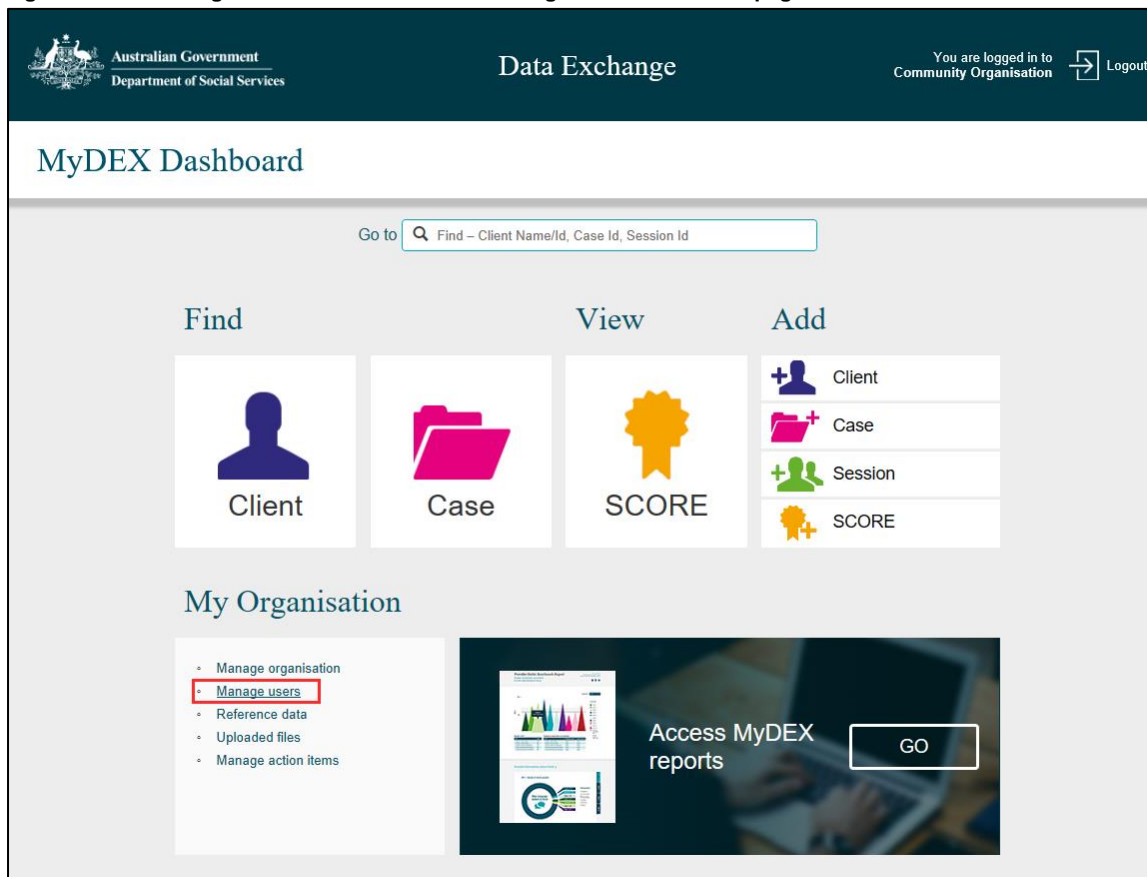 Australian Government
Department of Social Services
Data Exchange
You are logged in to
Community Organisation
Logout
MyDEX Dashboard
Go to
Find – Client Name/Id, Case Id, Session Id
Find
View
Add
Client
Case
SCORE
Client
Case
Session
SCORE
My Organisation
Manage organisation
Manage users
Reference data
Uploaded files
Manage action items
Access MyDEX
reports
GO